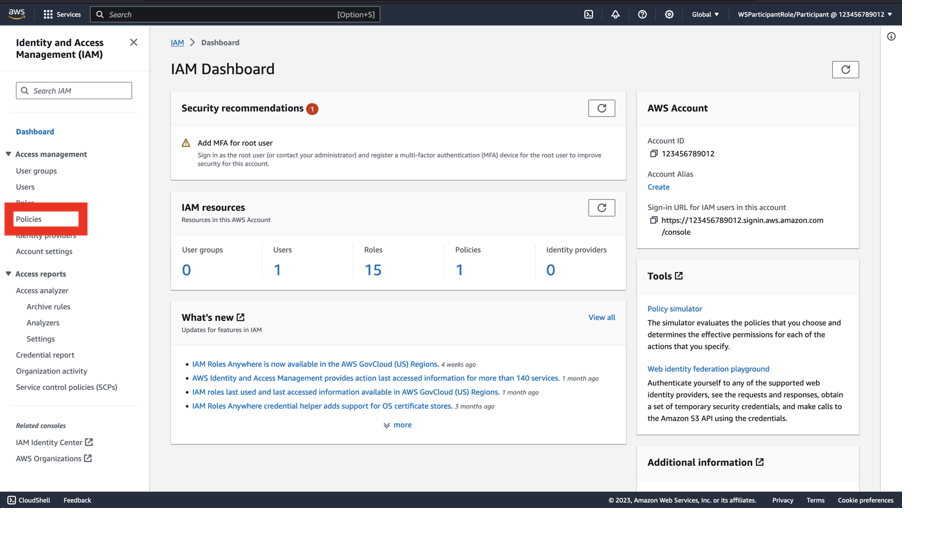 aws
Services
Search
[Option+S]
Global
WSParticipantRole/Participant @ 123456789012
Identity and Access
Management (IAM)
Search IAM
Dashboard
Access management
User groups
Users
Roles
Policies
Identity providers
Account settings
Access reports
Access analyzer
Archive rules
Analyzers
Settings
Credential report
Organization activity
Service control policies (SCPs)
Related consoles
IAM Identity Center
AWS Organizations
IAM > Dashboard
IAM Dashboard
Security recommendations 1
Add MFA for root user
Sign in as the root user (or contact your administrator) and register a multi-factor authentication (MFA) device for the root user to improve
security for this account.
IAM resources
Resources in this AWS Account
User groups
0
Users
1
Roles
15
Policies
1
Identity providers
0
What's new
View all
Updates for features in IAM
IAM Roles Anywhere is now available in the AWS GovCloud (US) Regions. 4 weeks ago
AWS Identity and Access Management provides action last accessed information for more than 140 services. 1 month ago
IAM roles last used and last accessed information available in AWS GovCloud (US) Regions. 1 month ago
IAM Roles Anywhere credential helper adds support for OS certificate stores. 3 months ago
more
AWS Account
Account ID
123456789012
Account Alias
Create
Sign-in URL for IAM users in this account
https://123456789012.signin.aws.amazon.com
/console
Tools
Policy simulator
The simulator evaluates the policies that you choose and
determines the effective permissions for each of the
actions that you specify.
Web identity federation playground
Authenticate yourself to any of the supported web
identity providers, see the requests and responses, obtain
a set of temporary security credentials, and make calls to
the Amazon S3 API using the credentials.
Additional information
CloudShell
Feedback
© 2023, Amazon Web Services, Inc. or its affiliates.
Privacy
Terms
Cookie preferences